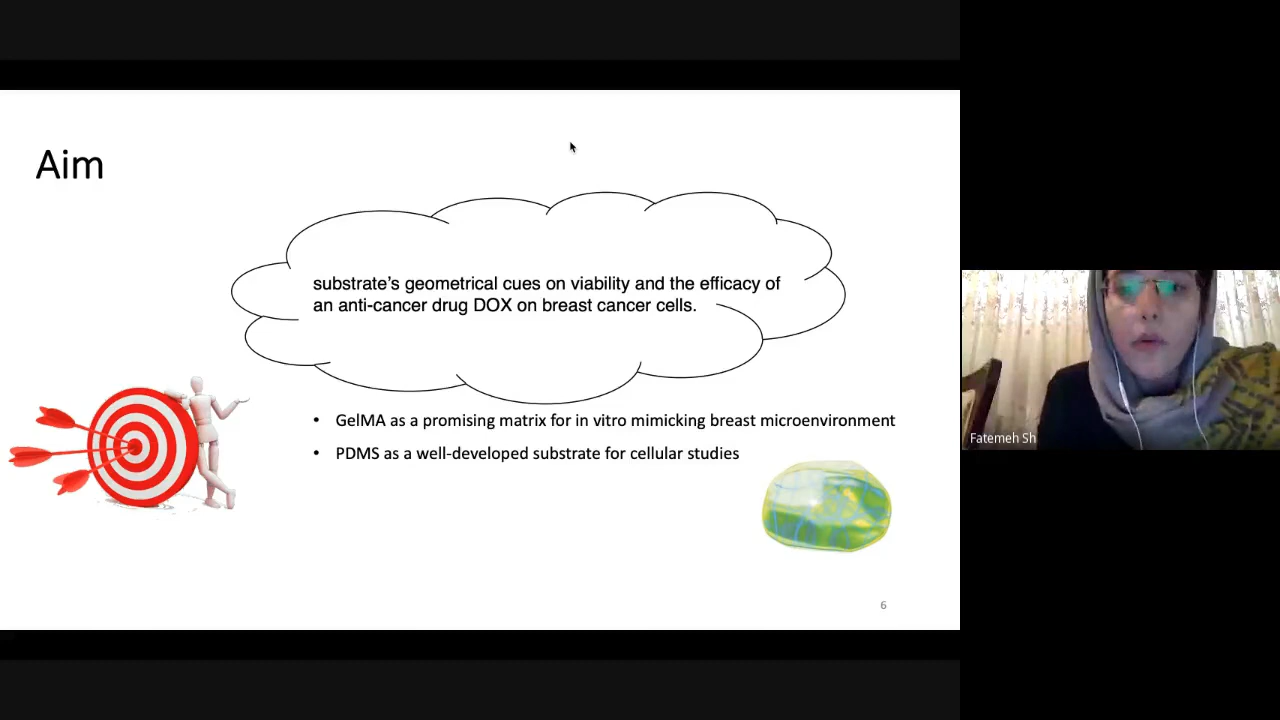 Aim
substrate’s geometrical cues on viability and the efficacy of
an anti-cancer drug DOX on breast cancer cells.
• GelMA as a promising matrix for in vitro mimicking breast microenvironment
• PDMS as a well-developed substrate for cellular studies
Fatemeh Sh
6